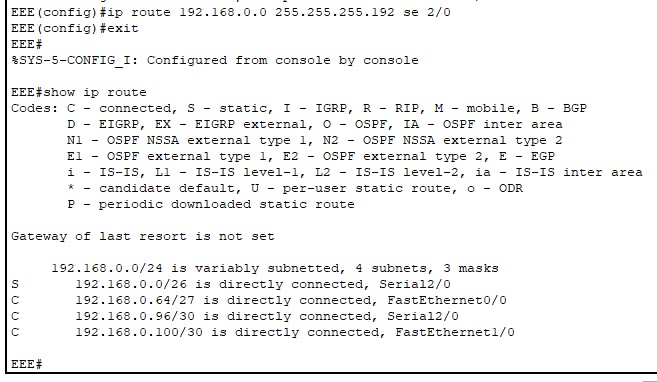 EEE(config)#ip route 192.168.0.0 255.255.255.192 se 2/0
EEE(config)#exit
EEE#
%SYS-5-CONFIG_I: Configured from console by console
EEE#show ip route
Codes: C - connected, S - static, I - IGRP, R - RIP, M - mobile, B - BGP
D - EIGRP, EX - EIGRP external, O - OSPF, IA - OSPF inter area
N1 - OSPF NSSA external type 1, N2 - OSPF NSSA external type 2
E1 - OSPF external type 1, E2 - OSPF external type 2, E - EGP
i - IS-IS, L1 - IS-IS level-1, L2 - IS-IS level-2, ia - IS-IS inter area
* - candidate default, U - per-user static route, o - ODR
P - periodic downloaded static route
Gateway of last resort is not set
192.168.0.0/24 is variably subnetted, 4 subnets, 3 masks
S 192.168.0.0/26 is directly connected, Serial2/0
C 192.168.0.64/27 is directly connected, FastEthernet0/0
C 192.168.0.96/30 is directly connected, Serial2/0
C 192.168.0.100/30 is directly connected, FastEthernet1/0
EEE#